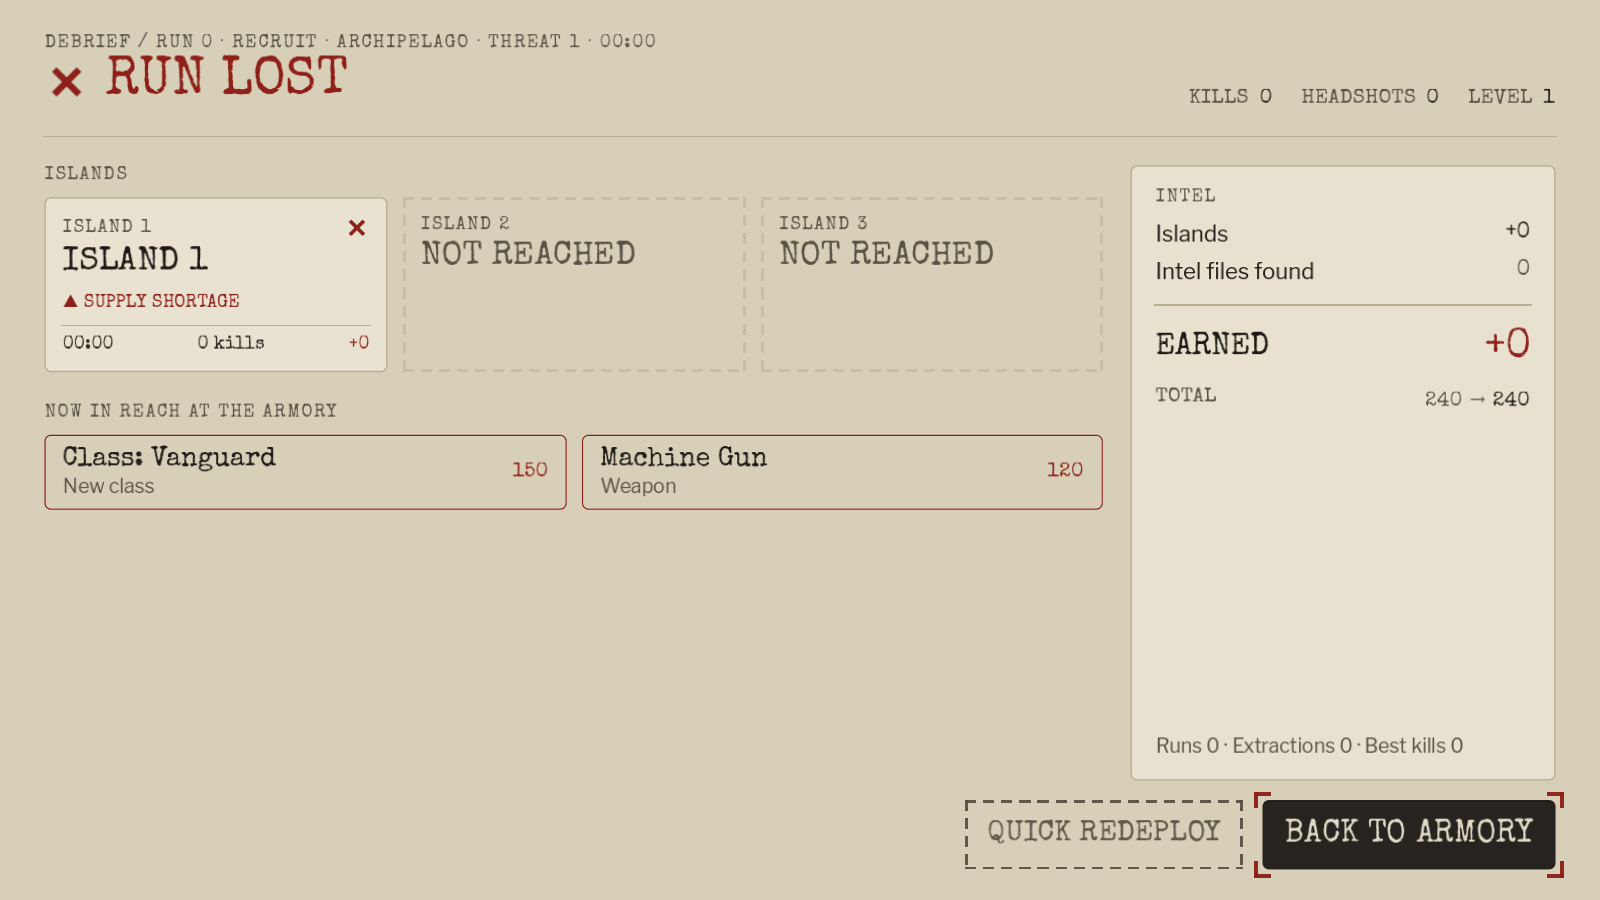 DEBRIEF / RUN 0 · RECRUIT · ARCHIPELAGO · THREAT 1 · 00:00
× RUN LOST
KILLS 0 HEADSHOTS 0 LEVEL 1
ISLANDS
ISLAND 1 ×
ISLAND 1
▲ SUPPLY SHORTAGE
00:00 0 kills +0
ISLAND 2
NOT REACHED
ISLAND 3
NOT REACHED
NOW IN REACH AT THE ARMORY
Class: Vanguard
New class
150
Machine Gun
Weapon
120
INTEL
Islands +0
Intel files found 0
EARNED +0
TOTAL 240 → 240
Runs 0 · Extractions 0 · Best kills 0
QUICK REDEPLOY
BACK TO ARMORY